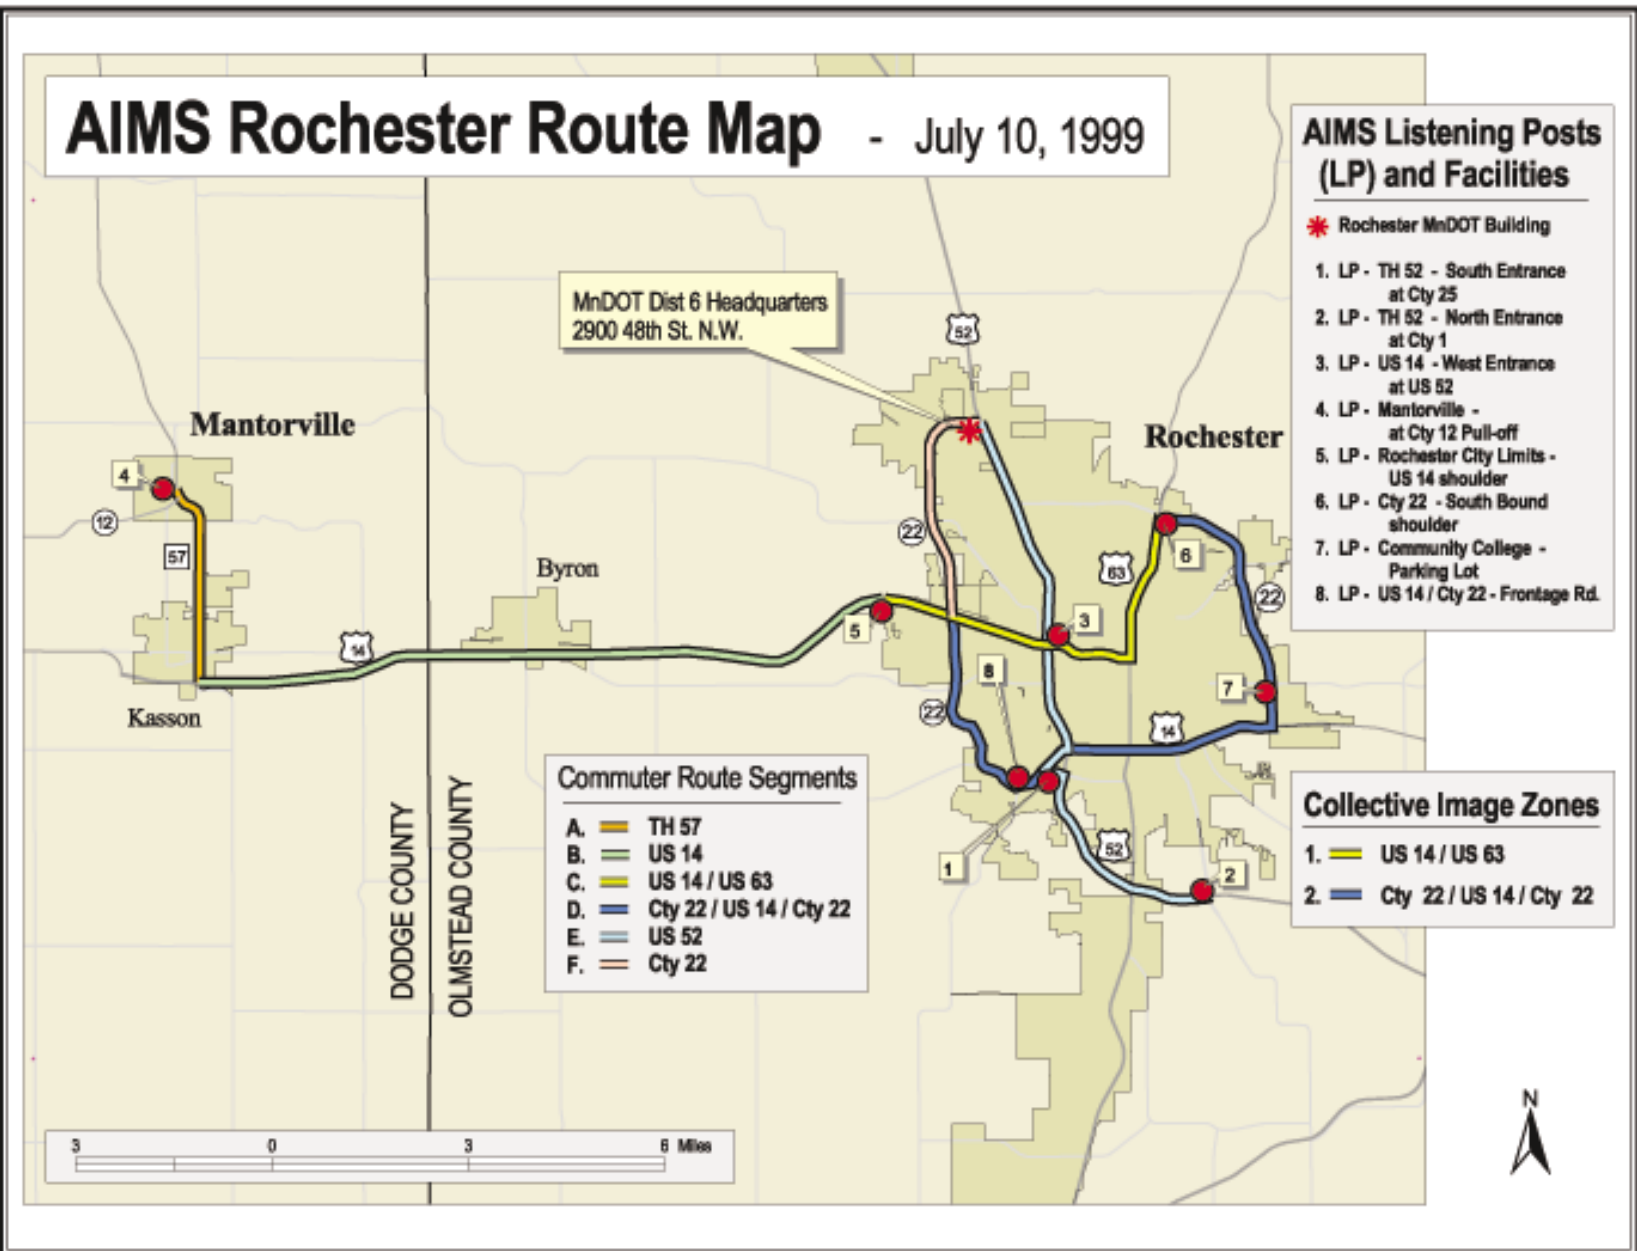 AIMS Rochester Route Map - July 10, 1999
AIMS Listening Posts
(LP) and Facilities
Rochester MnDOT Building
1. LP - TH 52 - South Entrance
at Cty 25
2. LP - TH 52 - North Entrance
at Cty 1
3. LP - US 14 - West Entrance
at US 52
4. LP - Mantorville -
at Cty 12 Pull-off
5. LP - Rochester City Limits -
US 14 shoulder
6. LP - Cty 22 - South Bound
shoulder
7. LP - Community College -
Parking Lot
8. LP - US 14 / Cty 22 - Frontage Rd.
MnDOT Dist 6 Headquarters
2900 48th St. N.W.
52
Mantorville
Rochester
4
12
57
22
63
6
22
Byron
5
3
14
8
7
Kasson
22
14
Commuter Route Segments
A. TH 57
B. US 14
C. US 14 / US 63
D. Cty 22 / US 14 / Cty 22
E. US 52
F. Cty 22
DODGE COUNTY
OLMSTEAD COUNTY
1
52
2
Collective Image Zones
1. US 14 / US 63
2. Cty 22 / US 14 / Cty 22
3 0 3 6 Miles
N